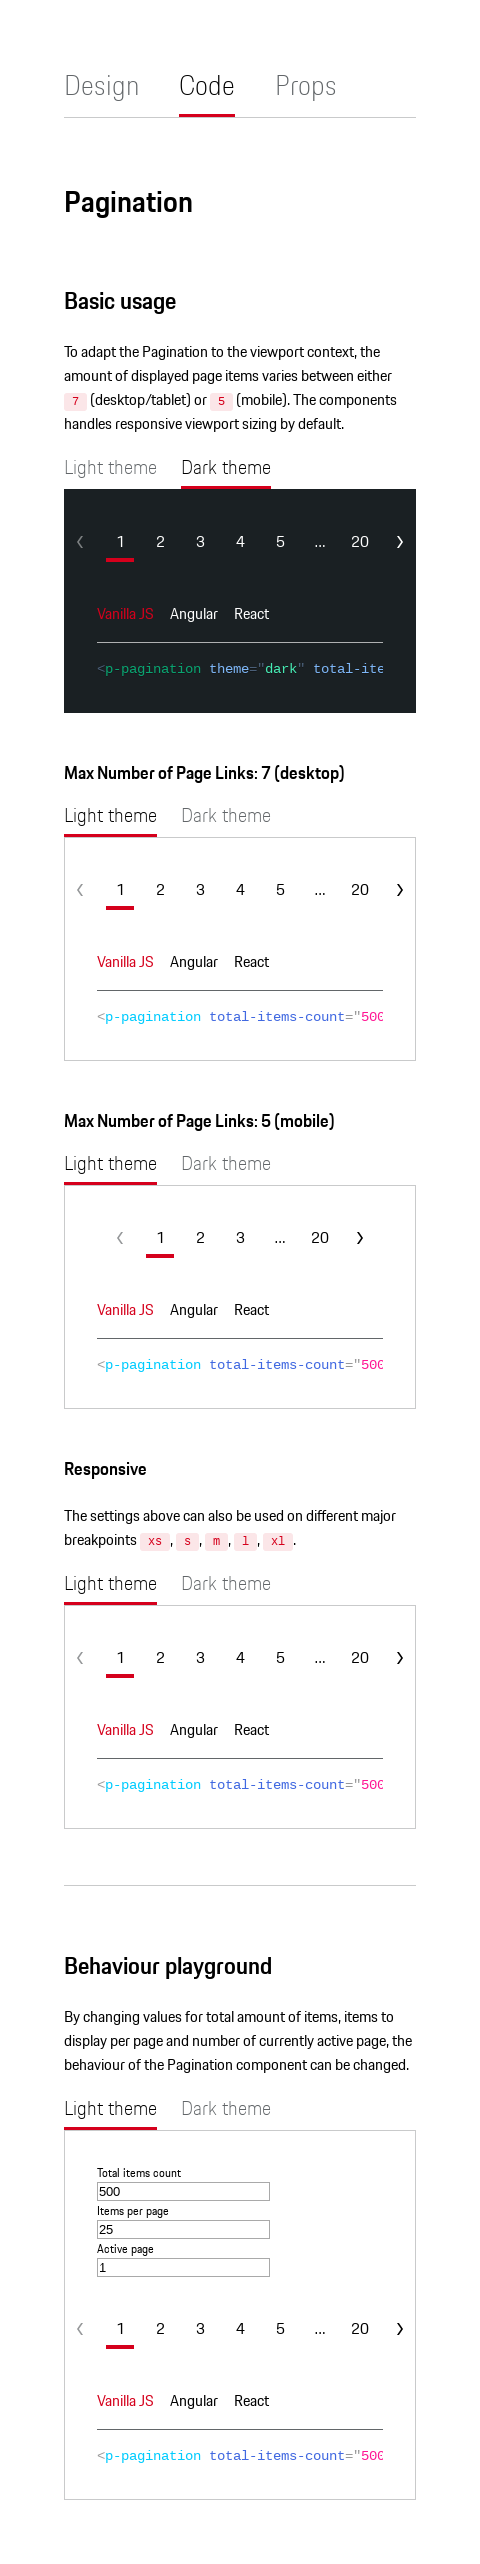 Design Code Props
Pagination
Basic usage
To adapt the Pagination to the viewport context, the
amount of displayed page items varies between either
7 (desktop/tablet) or 5 (mobile). The components
handles responsive viewport sizing by default.
Light theme Dark theme
1 2 3 4 5 ... 20
Vanilla JS Angular React
<p-pagination theme="dark" total-ite
Max Number of Page Links: 7 (desktop)
Light theme Dark theme
1 2 3 4 5 ... 20
Vanilla JS Angular React
<p-pagination total-items-count="500
Max Number of Page Links: 5 (mobile)
Light theme Dark theme
1 2 3 ... 20
Vanilla JS Angular React
<p-pagination total-items-count="500
Responsive
The settings above can also be used on different major
breakpoints xs, s, m, l, xl.
Light theme Dark theme
1 2 3 4 5 ... 20
Vanilla JS Angular React
<p-pagination total-items-count="500
Behaviour playground
By changing values for total amount of items, items to
display per page and number of currently active page, the
behaviour of the Pagination component can be changed.
Light theme Dark theme
Total items count
500
Items per page
25
Active page
1
1 2 3 4 5 ... 20
Vanilla JS Angular React
<p-pagination total-items-count="500